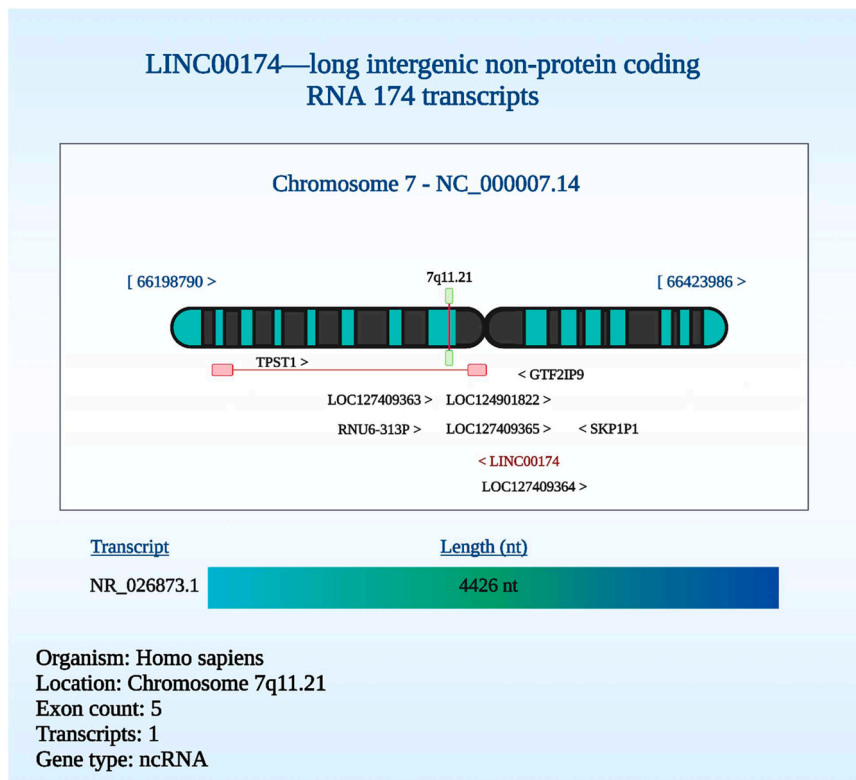 LINC00174—long intergenic non-protein coding
RNA 174 transcripts
Chromosome 7 - NC_000007.14
[ 66198790 >
7q11.21
[ 66423986 >
TPST1 >
< GTF2IP9
LOC127409363 >
LOC124901822 >
RNU6-313P >
LOC127409365 >
< SKP1P1
< LINC00174
LOC127409364 >
Transcript
Length (nt)
NR_026873.1
4426 nt
Organism: Homo sapiens
Location: Chromosome 7q11.21
Exon count: 5
Transcripts: 1
Gene type: ncRNA